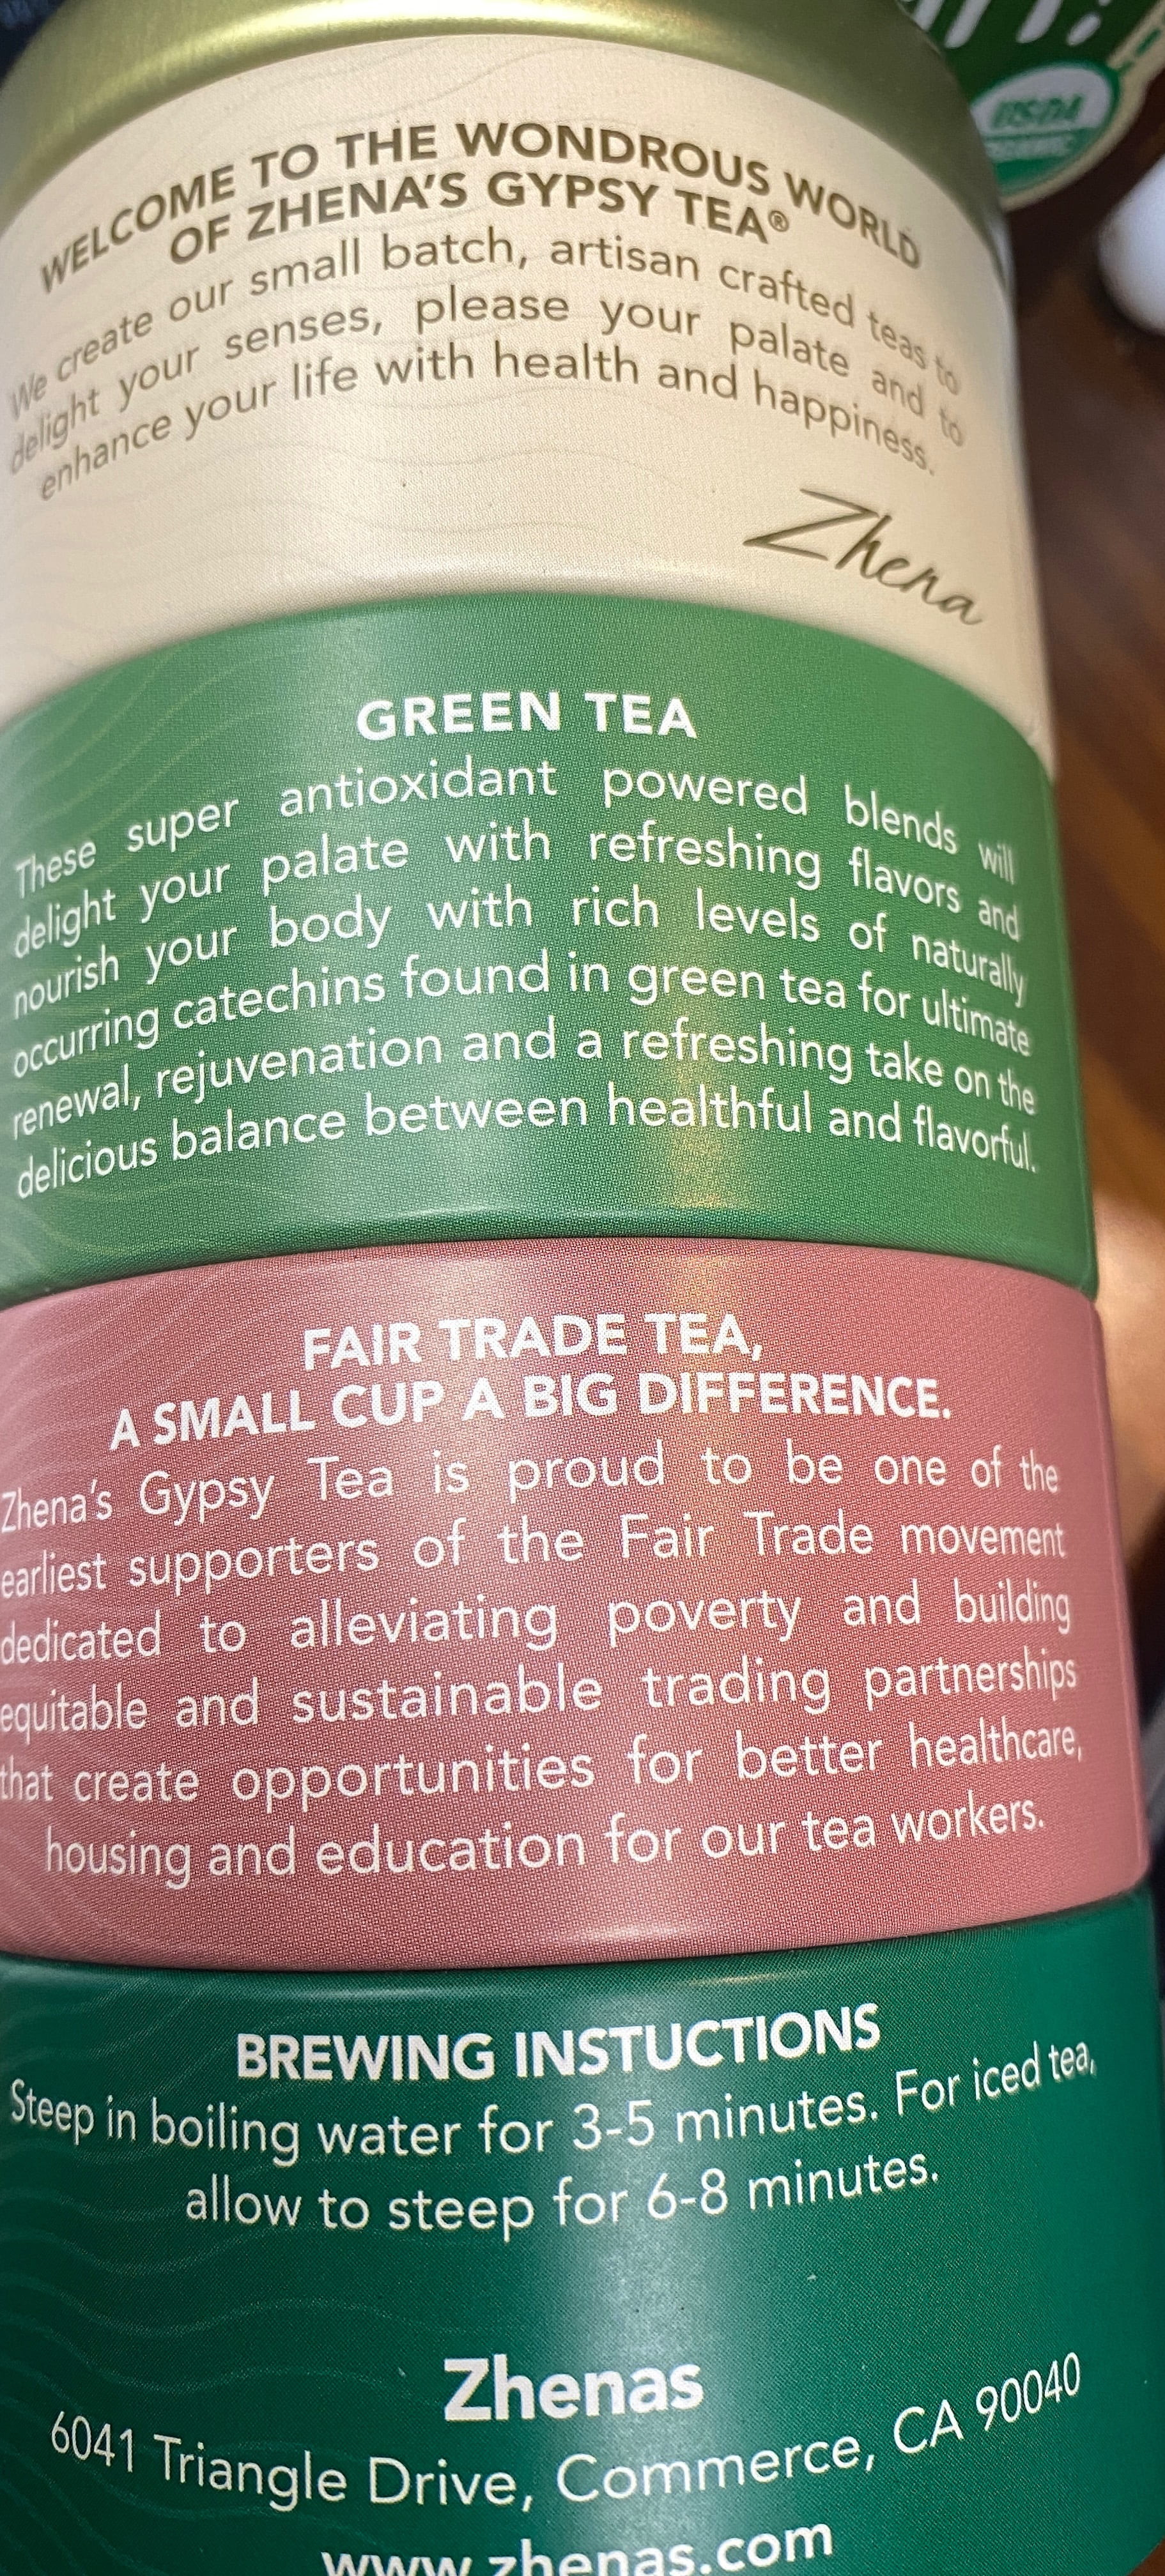 USDA
ORGANIC
WELCOME TO THE WONDROUS WORLD
OF ZHENA'S GYPSY TEA®
We create our small batch, artisan crafted teas to
delight your senses, please your palate and to
enhance your life with health and happiness.
Zhena
GREEN TEA
These super antioxidant powered blends will
delight your palate with refreshing flavors and
nourish your body with rich levels of naturally
occurring catechins found in green tea for ultimate
renewal, rejuvenation and a refreshing take on the
delicious balance between healthful and flavorful.
FAIR TRADE TEA,
A SMALL CUP A BIG DIFFERENCE.
Zhena's Gypsy Tea is proud to be one of the
earliest supporters of the Fair Trade movement
dedicated to alleviating poverty and building
equitable and sustainable trading partnerships
that create opportunities for better healthcare,
housing and education for our tea workers.
BREWING INSTUCTIONS
Steep in boiling water for 3-5 minutes. For iced tea,
allow to steep for 6-8 minutes.
Zhenas
6041 Triangle Drive, Commerce, CA 90040
www.zhenas.com